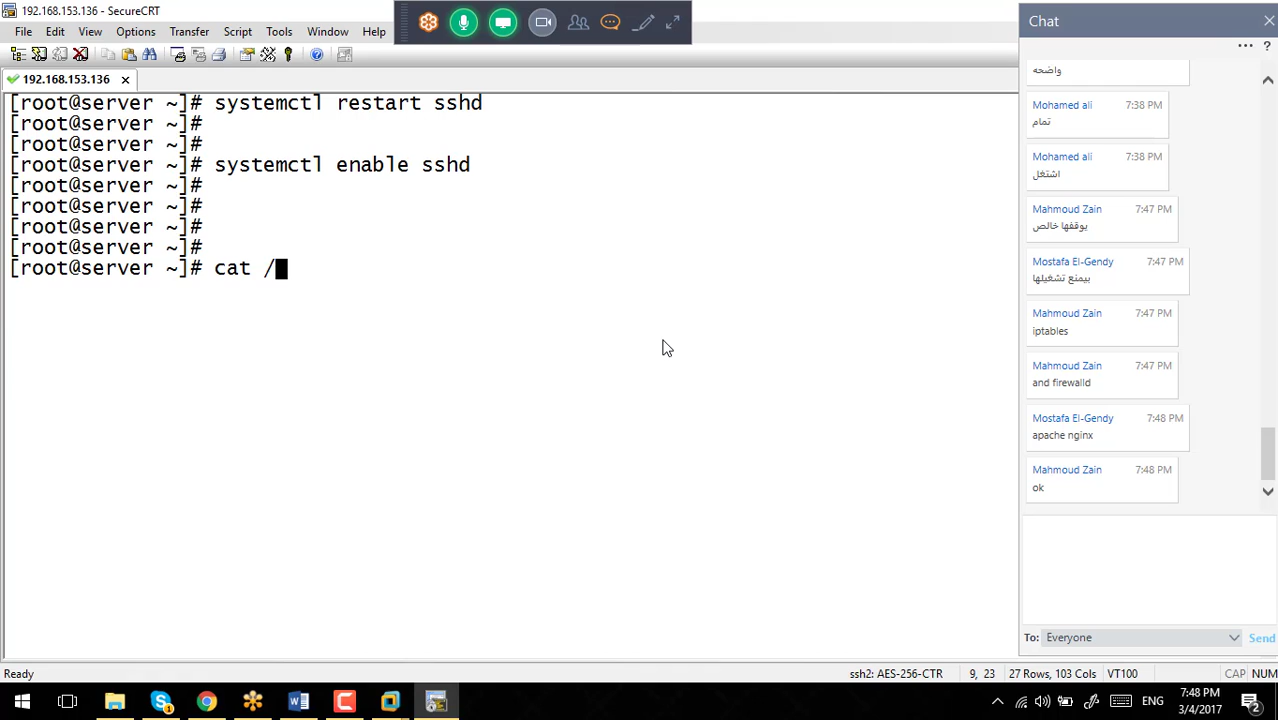 192.168.153.136 - SecureCRT
File Edit View Options Transfer Script Tools Window Help
192.168.153.136 ×
[root@server ~]# systemctl restart sshd
[root@server ~]#
[root@server ~]#
[root@server ~]# systemctl enable sshd
[root@server ~]#
[root@server ~]#
[root@server ~]#
[root@server ~]#
[root@server ~]# cat /
Ready
ssh2: AES-256-CTR 9, 23 27 Rows, 103 Cols VT100 CAP NUM
Chat
واضحه
Mohamed ali 7:38 PM
تمام
Mohamed ali 7:38 PM
اشتغل
Mahmoud Zain 7:47 PM
يوقفها خالص
Mostafa El-Gendy 7:47 PM
بيمنع تشغيلها
Mahmoud Zain 7:47 PM
iptables
Mahmoud Zain 7:47 PM
and firewalld
Mostafa El-Gendy 7:48 PM
apache nginx
Mahmoud Zain 7:48 PM
ok
To: Everyone Send
ENG
7:48 PM
3/4/2017
2